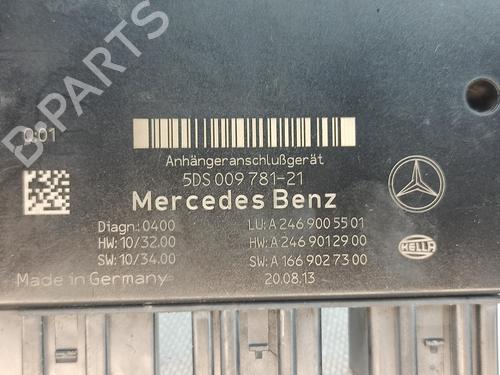 B-PARTS
Q:01
Anhängeranschlußgerät
5DS 009 781-21
Mercedes Benz
Diagn.: 0400 LU: A 246 900 55 01
HW: 10/32.00 HW: A 246 901 29 00
SW: 10/34.00 SW: A 166 902 73 00
Made in Germany 20.08.13
HELLA